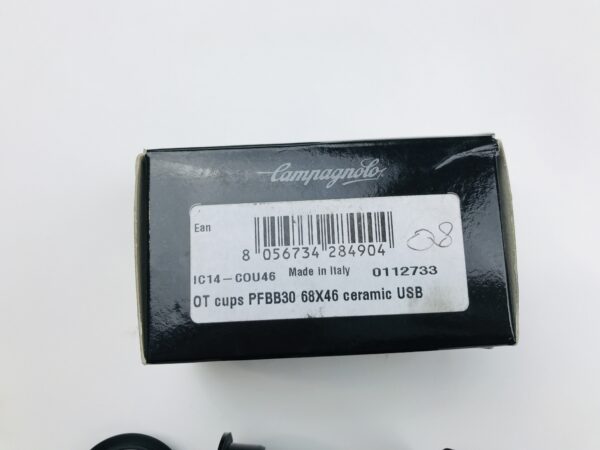 Campagnolo
Ean
8 056734 284904
08
IC14-COU46 Made in Italy 0112733
OT cups PFBB30 68X46 ceramic USB